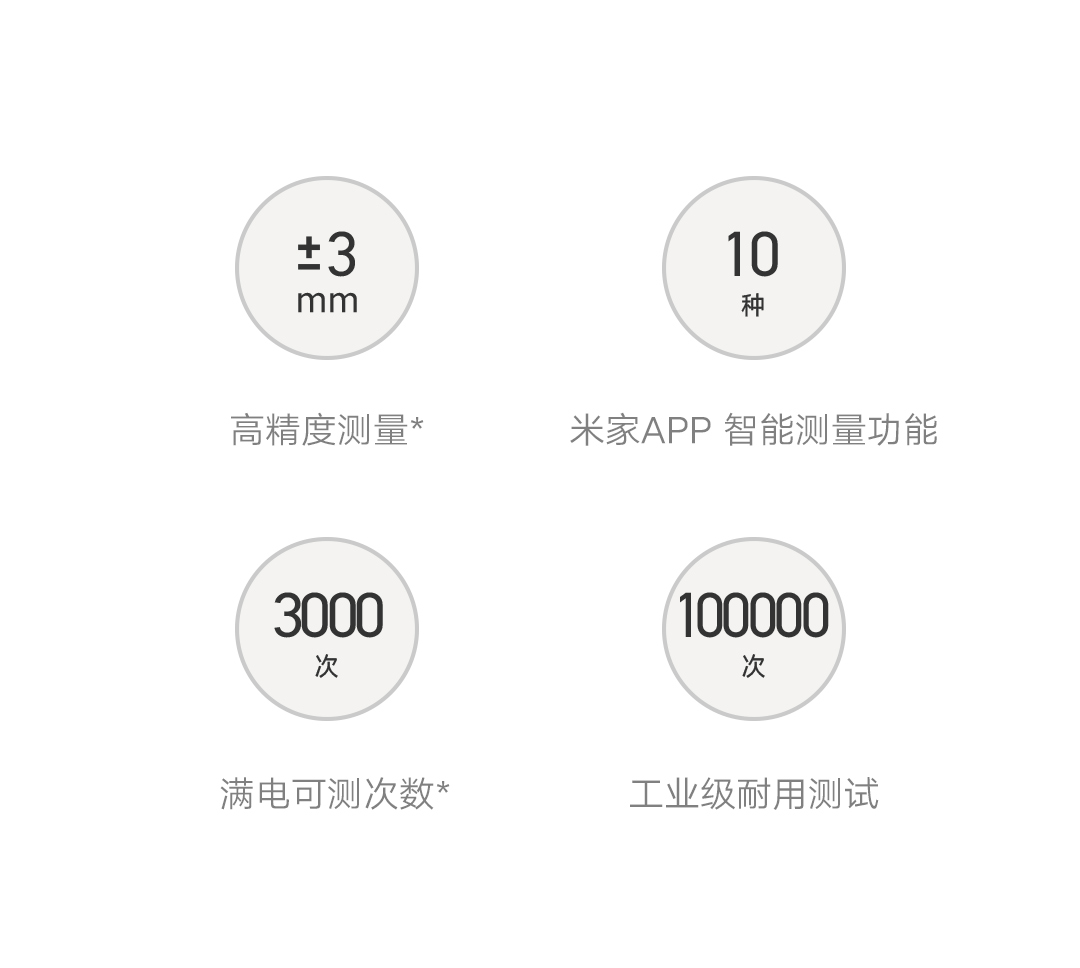 ±3
mm
高精度测量*
10
种
米家APP 智能测量功能
3000
次
满电可测次数*
100000
次
工业级耐用测试